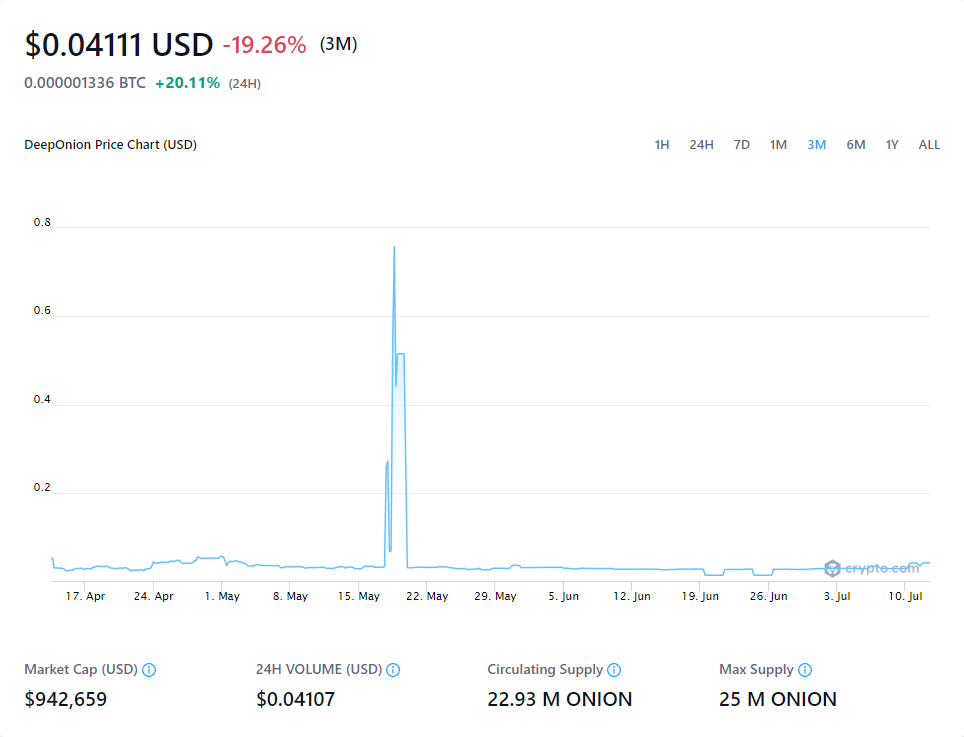 $0.04111 USD -19.26% (3M)
0.000001336 BTC +20.11% (24H)
DeepOnion Price Chart (USD) 1H 24H 7D 1M 3M 6M 1Y ALL
0.8
0.6
0.4
0.2
crypto.com
17. Apr 24. Apr 1. May 8. May 15. May 22. May 29. May 5. Jun 12. Jun 19. Jun 26. Jun 3. Jul 10. Jul
Market Cap (USD) 24H VOLUME (USD) Circulating Supply Max Supply
$942,659 $0.04107 22.93 M ONION 25 M ONION